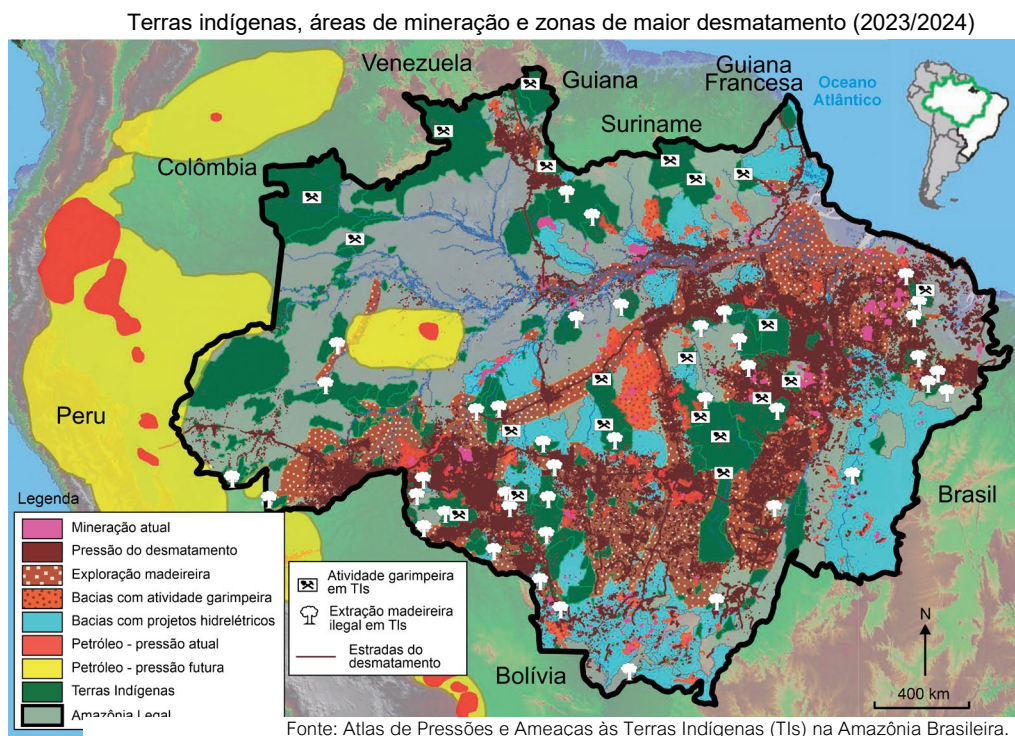 Terras indígenas, áreas de mineração e zonas de maior desmatamento (2023/2024)
Venezuela
Guiana
Guiana
Francesa
Oceano
Atlântico
Suriname
Colômbia
Peru
Brasil
Bolívia
Legenda
Mineração atual
Pressão do desmatamento
Exploração madeireira
Bacias com atividade garimpeira
Bacias com projetos hidrelétricos
Petróleo - pressão atual
Petróleo - pressão futura
Terras Indígenas
Amazônia Legal
Atividade garimpeira
em TIs
Extração madeireira
ilegal em TIs
Estradas do
desmatamento
N
400 km
Fonte: Atlas de Pressões e Ameaças às Terras Indígenas (TIs) na Amazônia Brasileira.